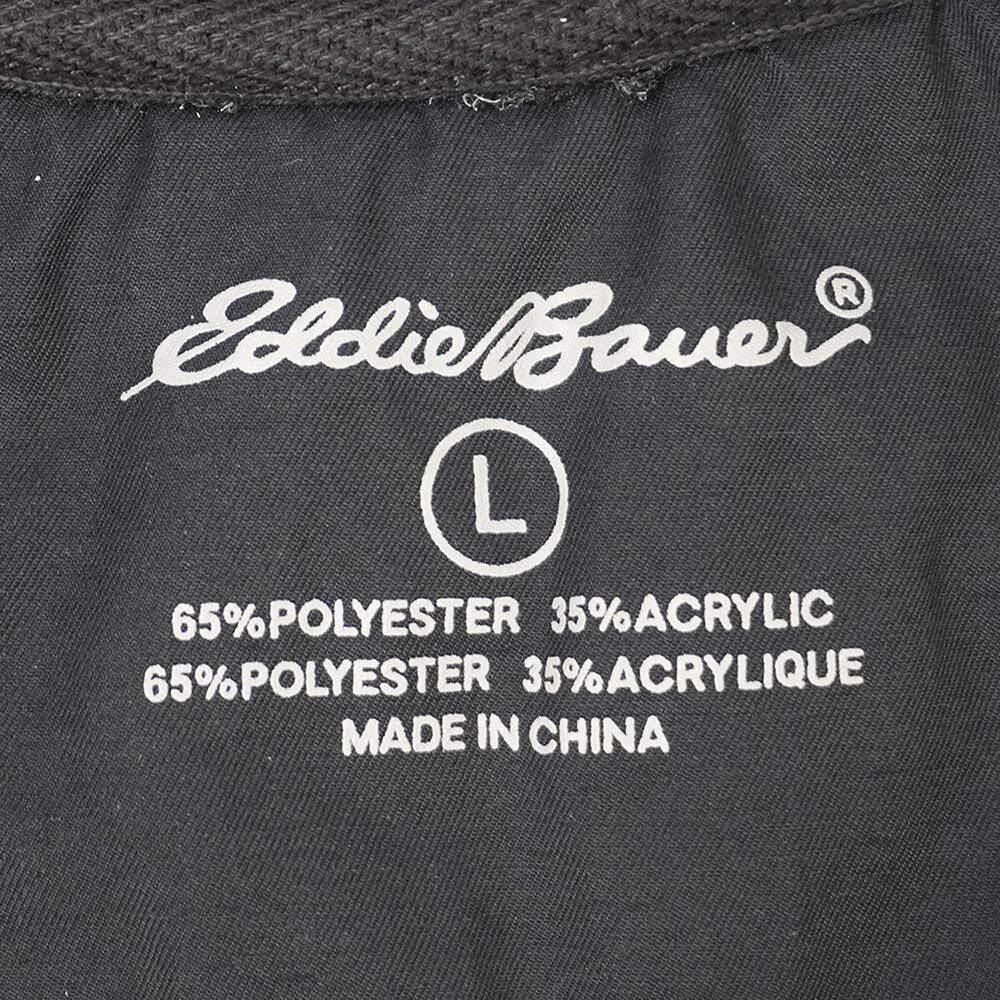 Eddie Bauer®
L
65%POLYESTER 35%ACRYLIC
65%POLYESTER 35%ACRYLIQUE
MADE IN CHINA